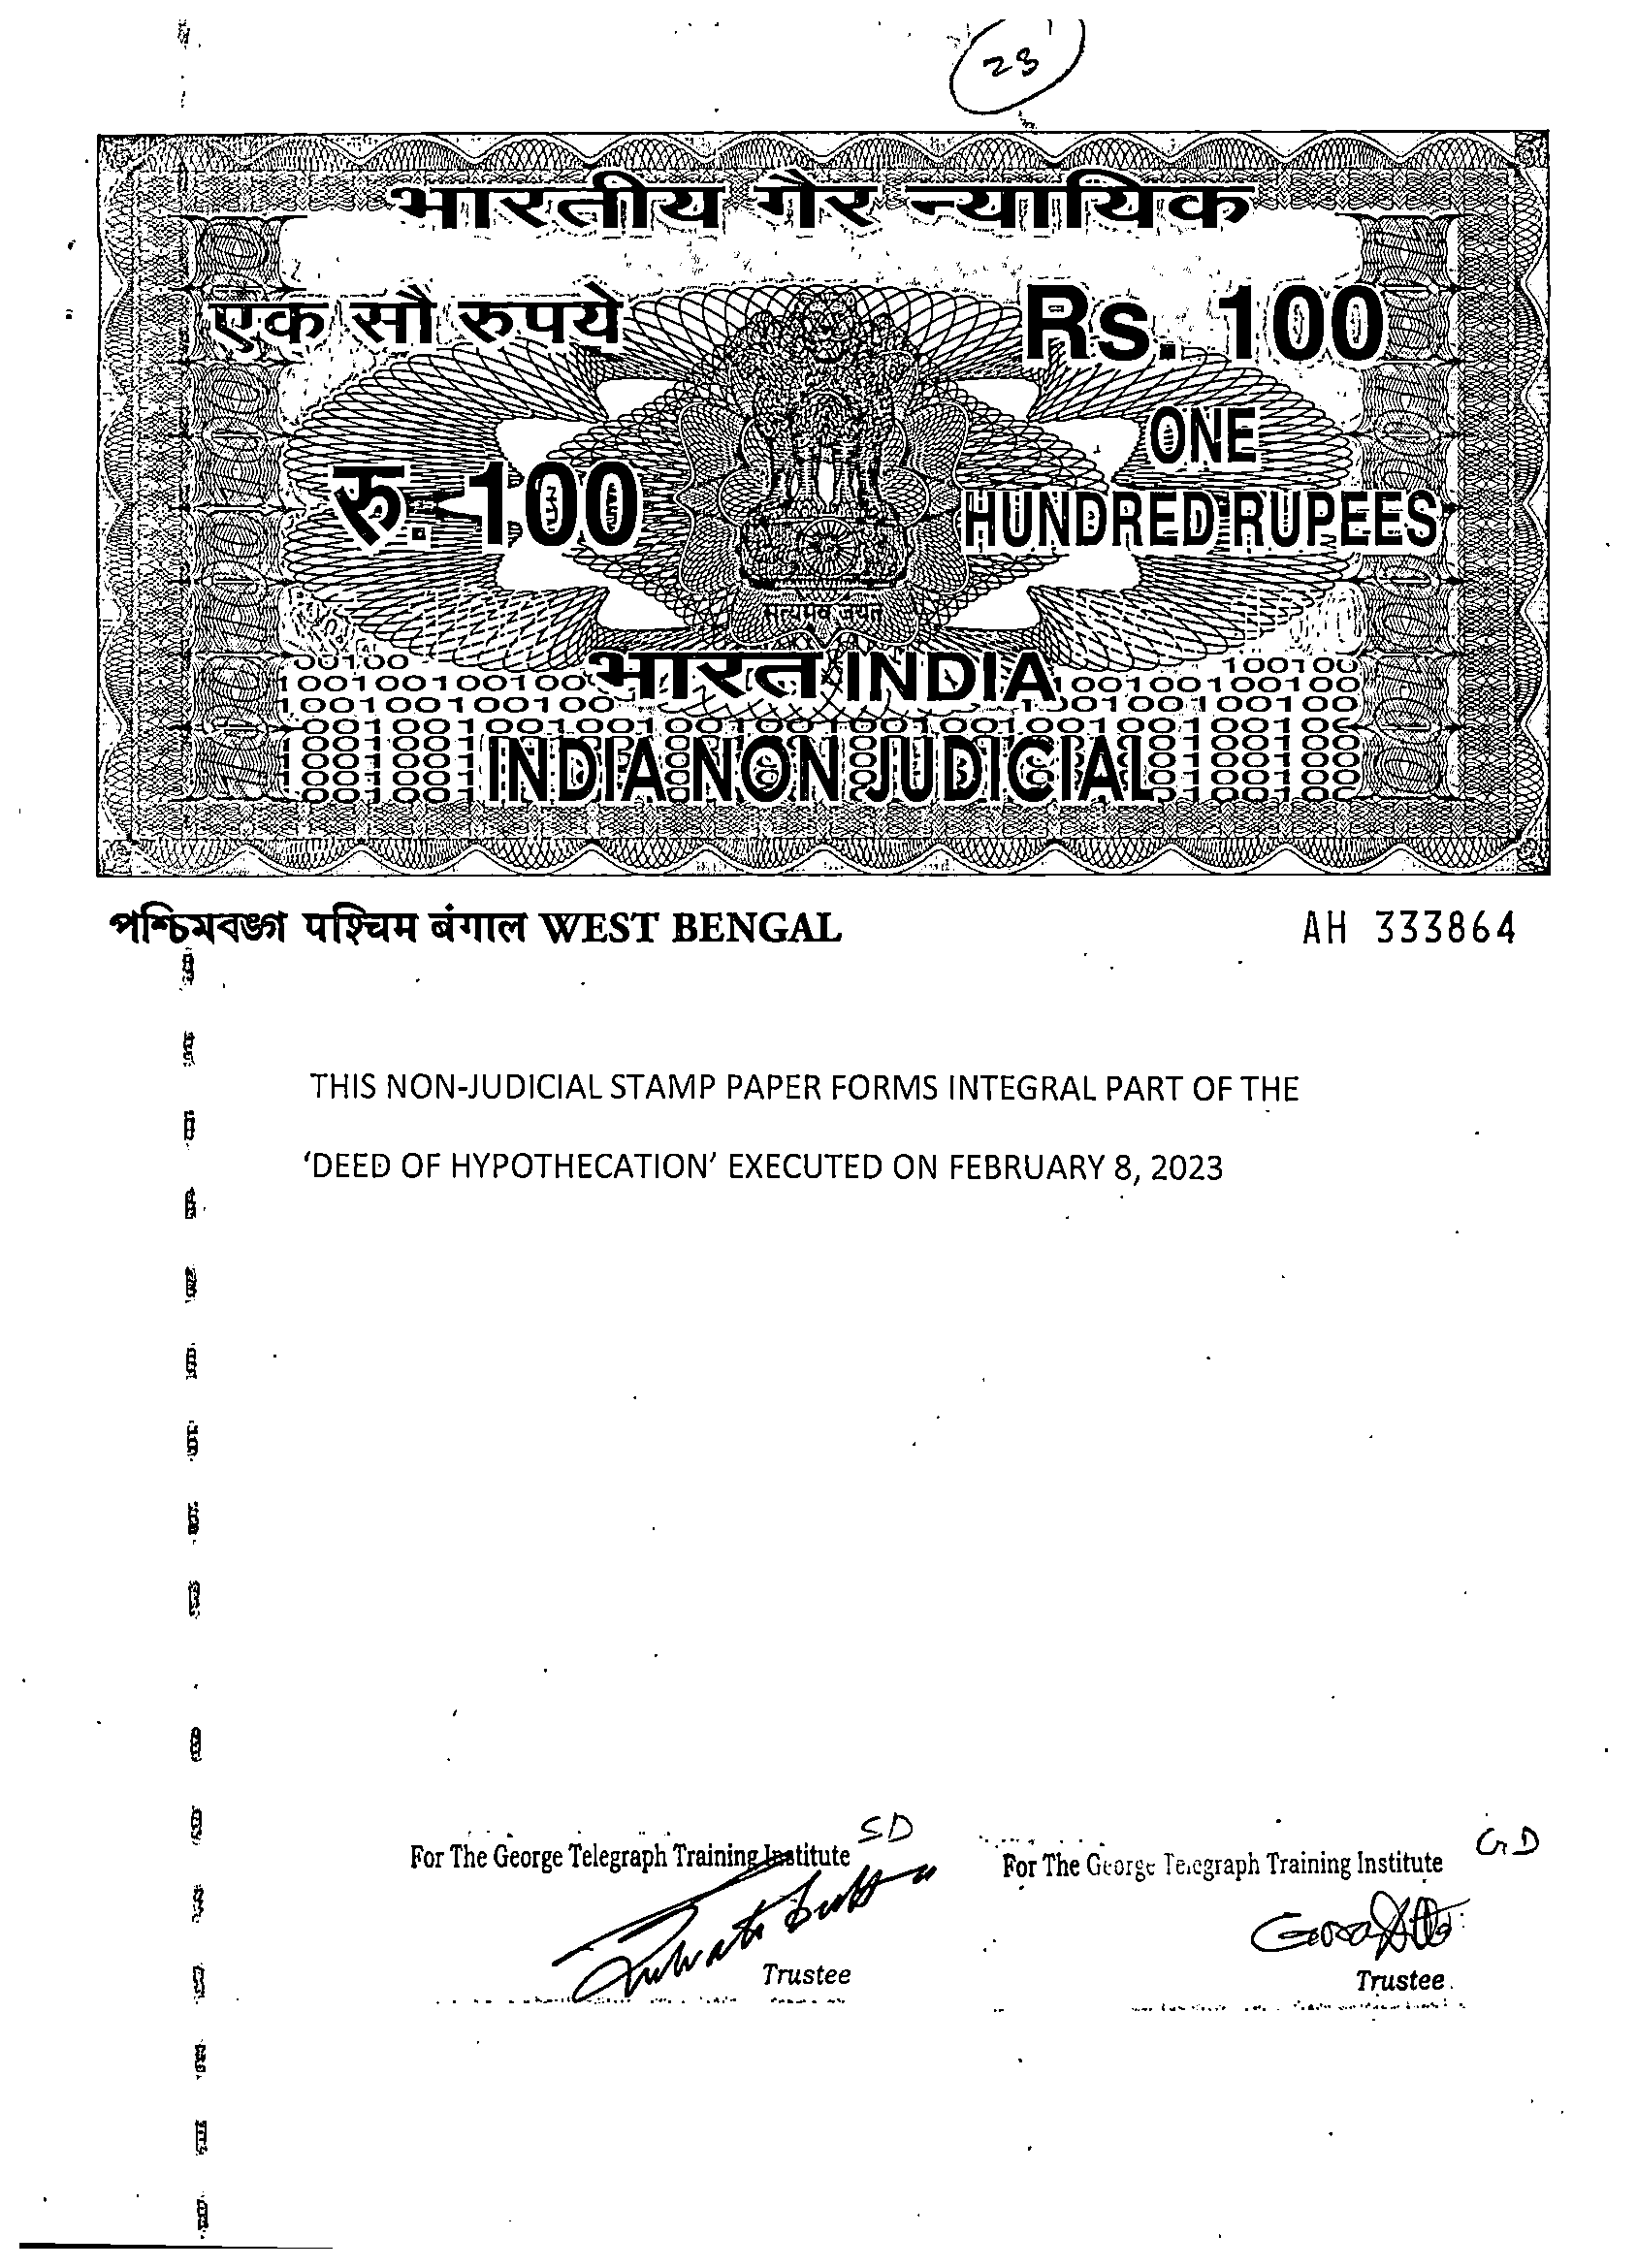 23
भारतीय गैर न्यायिक
एक सौ रुपये
Rs. 100
रु. 100
ONE
HUNDRED RUPEES
सत्यमेव जयते
भारत INDIA
INDIA NON JUDICIAL
পশ্চিমবঙ্গ पश्चिम बंगाल WEST BENGAL
AH 333864
THIS NON-JUDICIAL STAMP PAPER FORMS INTEGRAL PART OF THE
‘DEED OF HYPOTHECATION’ EXECUTED ON FEBRUARY 8, 2023
SD
For The George Telegraph Training Institute
Trustee
GD
For The George Telegraph Training Institute
Trustee